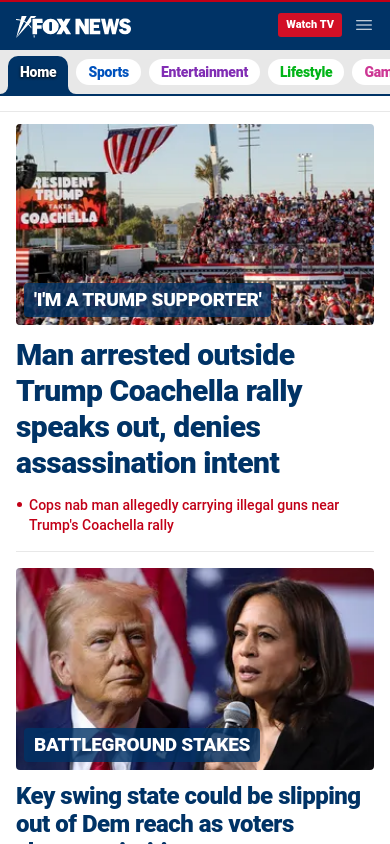 FOX NEWS
Watch TV
Home
Sports
Entertainment
Lifestyle
Gam
RESIDENT
TRUMP
TAKES
COACHELLA
'I'M A TRUMP SUPPORTER'
Man arrested outside
Trump Coachella rally
speaks out, denies
assassination intent
• Cops nab man allegedly carrying illegal guns near
Trump's Coachella rally
BATTLEGROUND STAKES
Key swing state could be slipping
out of Dem reach as voters